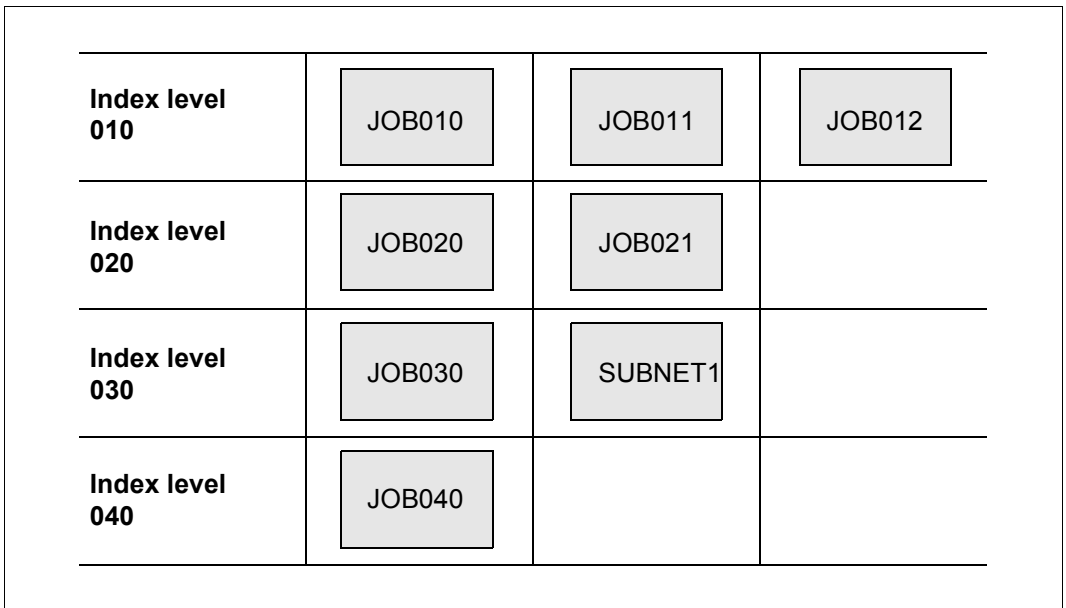 Index level
010
JOB010
JOB011
JOB012
Index level
020
JOB020
JOB021
Index level
030
JOB030
SUBNET1
Index level
040
JOB040